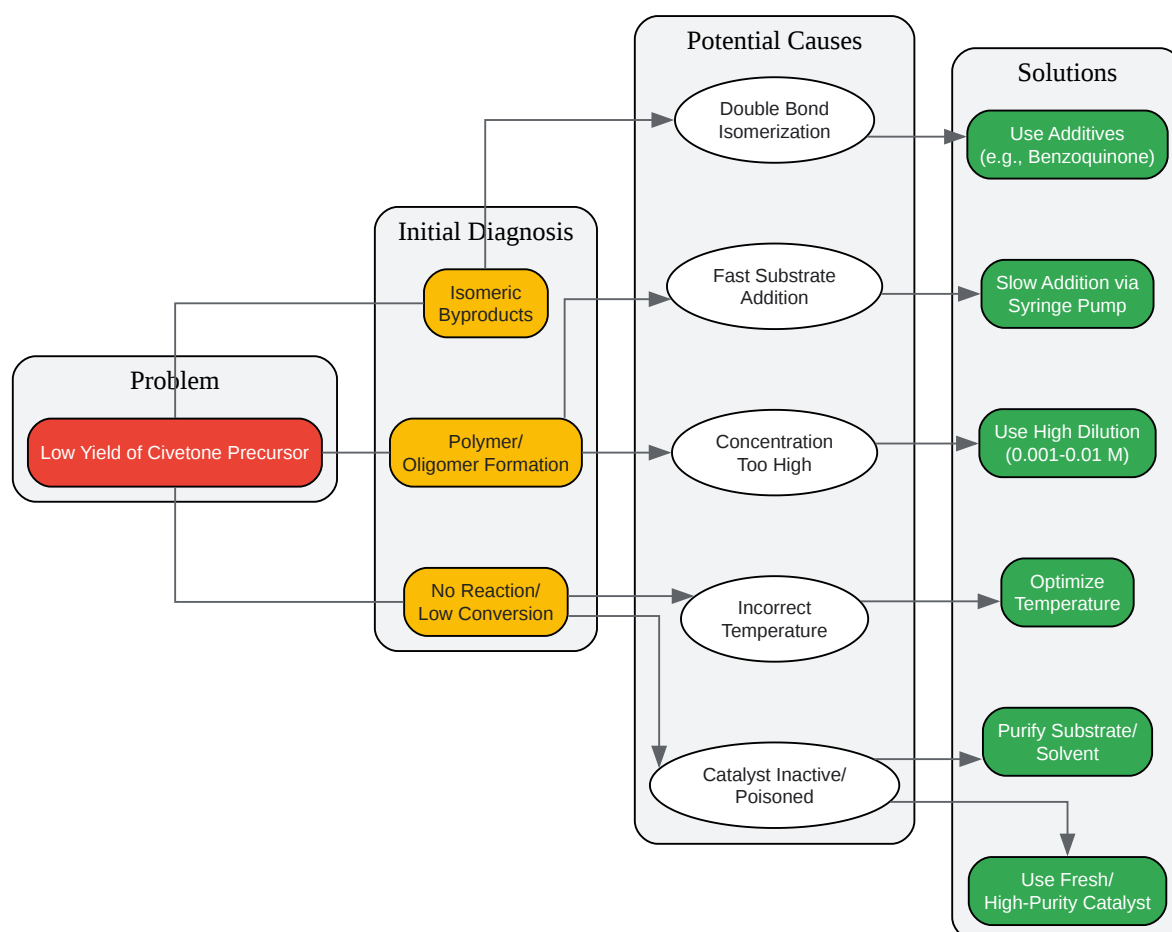 Problem
Low Yield of Civetone Precursor
Initial Diagnosis
Isomeric
Byproducts
Polymer/
Oligomer Formation
No Reaction/
Low Conversion
Potential Causes
Double Bond
Isomerization
Fast Substrate
Addition
Concentration
Too High
Incorrect
Temperature
Catalyst Inactive/
Poisoned
Solutions
Use Additives
(e.g., Benzoquinone)
Slow Addition via
Syringe Pump
Use High Dilution
(0.001-0.01 M)
Optimize
Temperature
Purify Substrate/
Solvent
Use Fresh/
High-Purity Catalyst